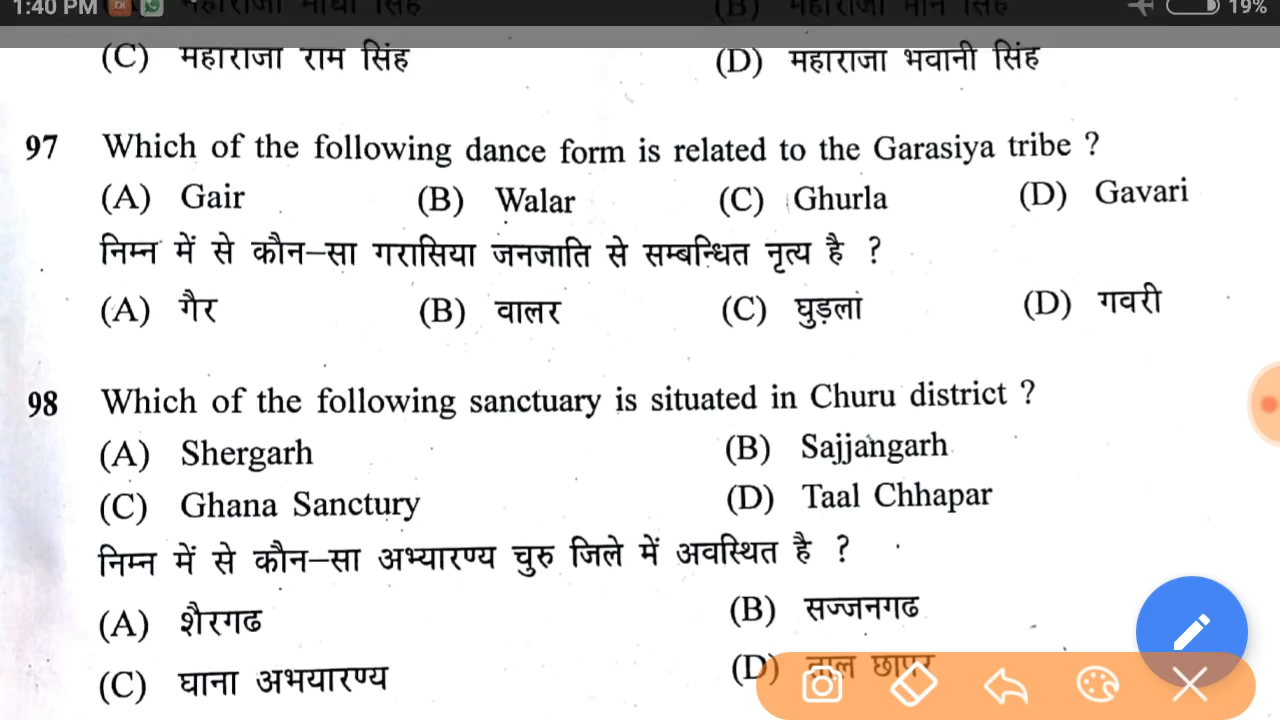 1:40 PM 19%
(B) महाराजा मान सिंह
(C) महाराजा राम सिंह (D) महाराजा भवानी सिंह
97 Which of the following dance form is related to the Garasiya tribe ?
(A) Gair (B) Walar (C) Ghurla (D) Gavari
निम्न में से कौन–सा गरासिया जनजाति से सम्बन्धित नृत्य है ?
(A) गैर (B) वालर (C) घुड़लां (D) गवरी
98 Which of the following sanctuary is situated in Churu district ?
(A) Shergarh (B) Sajjangarh
(C) Ghana Sanctury (D) Taal Chhapar
निम्न में से कौन–सा अभ्यारण्य चुरु जिले में अवस्थित है ?
(A) शैरगढ (B) सज्जनगढ
(C) घाना अभयारण्य (D) ताल छापर